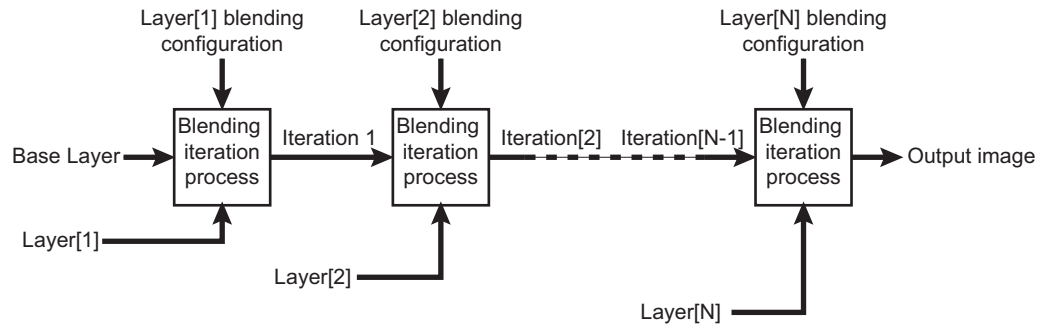 Layer[1] blending
configuration
Layer[2] blending
configuration
Layer[N] blending
configuration
Base Layer
Blending
iteration
process
Iteration 1
Blending
iteration
process
Iteration[2]
Iteration[N-1]
Blending
iteration
process
Output image
Layer[1]
Layer[2]
Layer[N]